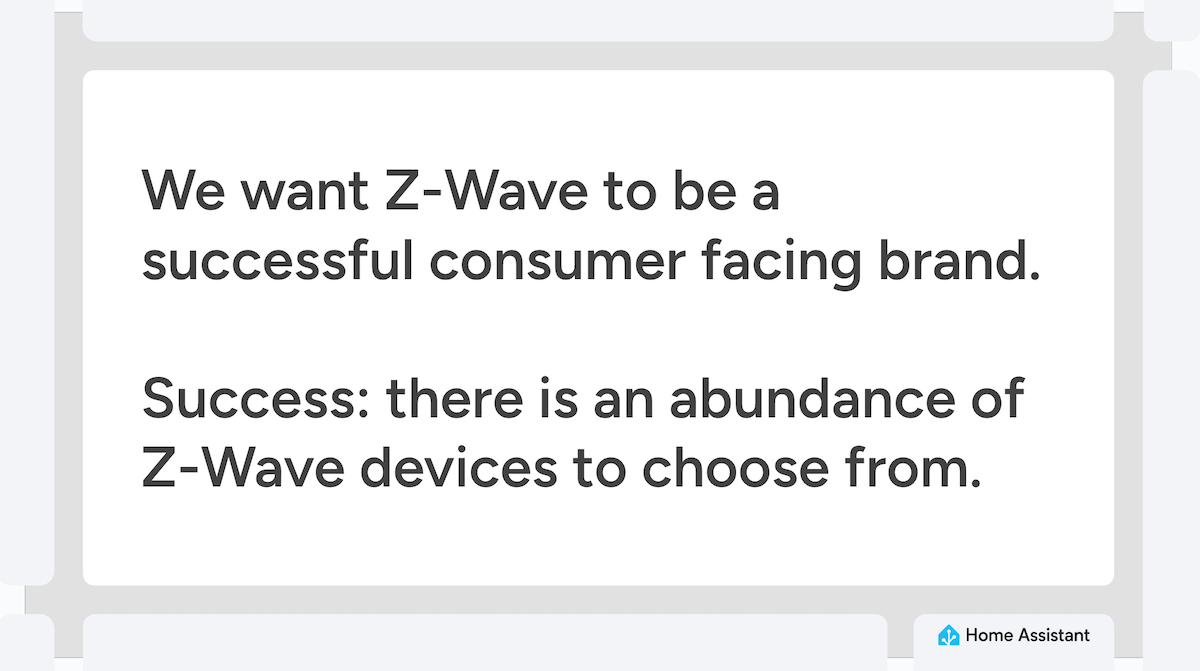 We want Z-Wave to be a
successful consumer facing brand.
Success: there is an abundance of
Z-Wave devices to choose from.
Home Assistant